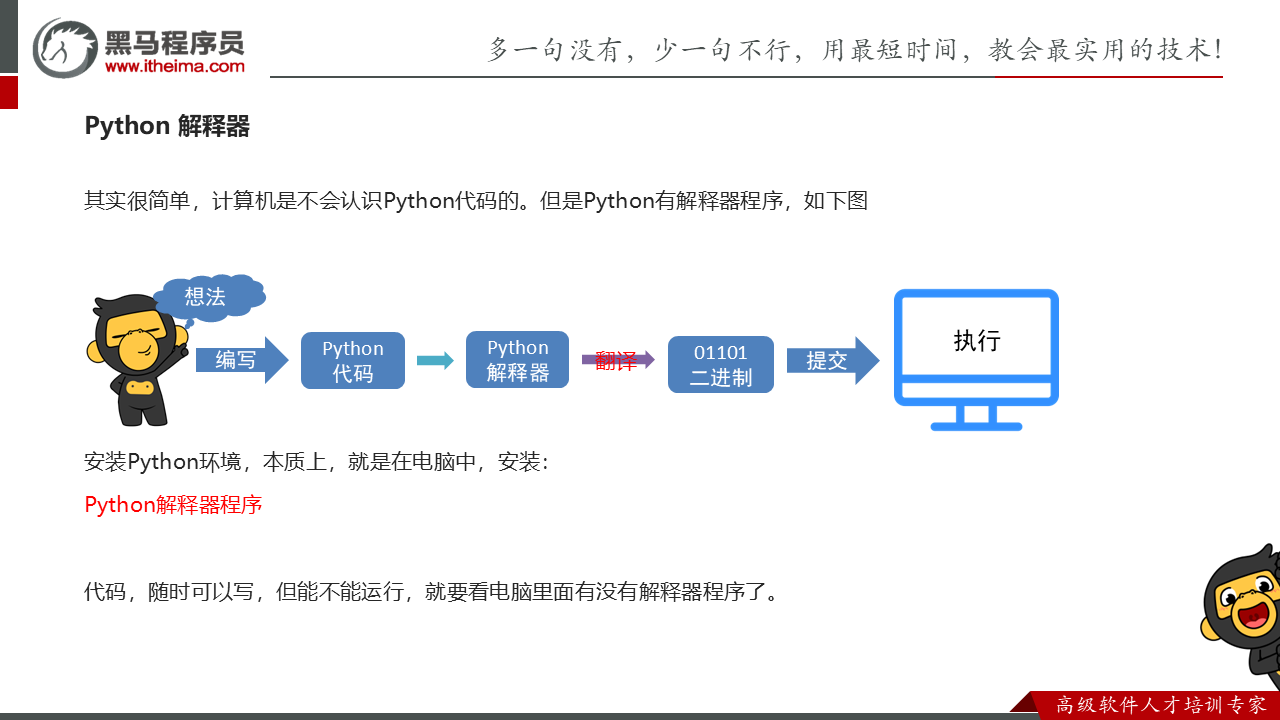 黑马程序员
www.itheima.com
多一句没有，少一句不行，用最短时间，教会最实用的技术！
Python 解释器
其实很简单，计算机是不会认识Python代码的。但是Python有解释器程序，如下图
想法
编写
Python
代码
Python
解释器
翻译
01101
二进制
提交
执行
安装Python环境，本质上，就是在电脑中，安装：
Python解释器程序
代码，随时可以写，但能不能运行，就要看电脑里面有没有解释器程序了。
高级软件人才培训专家